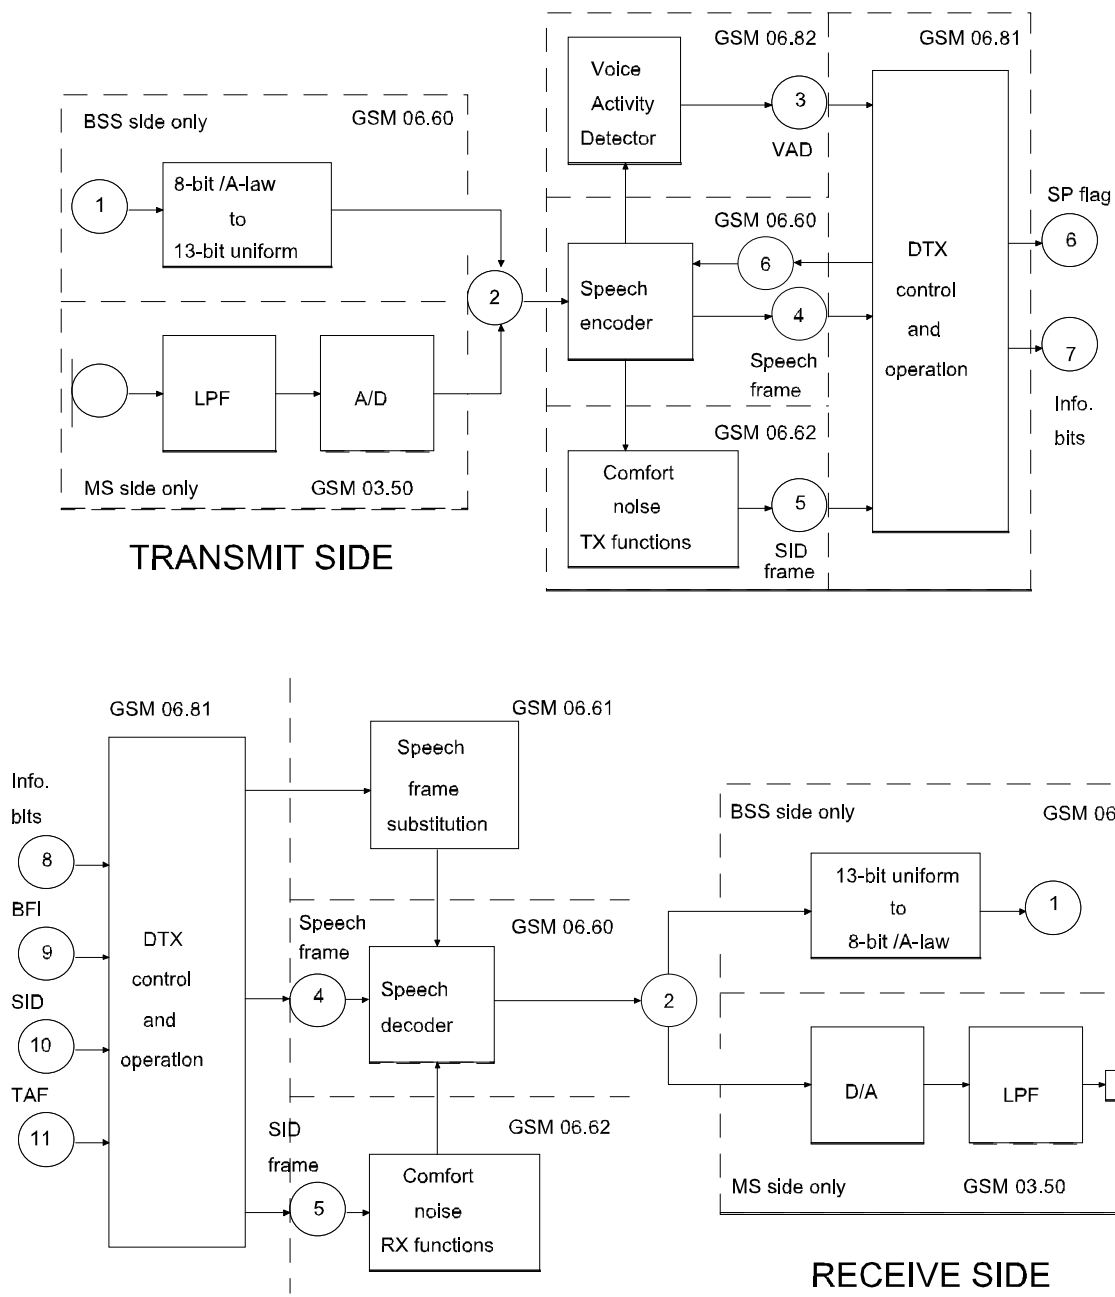 GSM 06.82
GSM 06.81
Voice
Activity
Detector
3
VAD
BSS side only
GSM 06.60
1
8-bit /A-law
to
13-bit uniform
2
GSM 06.60
Speech
encoder
6
4
Speech
frame
DTX
control
and
operation
SP flag
6
7
Info.
bits
LPF
A/D
MS side only
GSM 03.50
GSM 06.62
Comfort
noise
TX functions
5
SID
frame
TRANSMIT SIDE
GSM 06.81
GSM 06.61
Info.
bits
8
BFI
9
SID
10
TAF
11
DTX
control
and
operation
Speech
frame
substitution
Speech
frame
GSM 06.60
4
Speech
decoder
2
SID
frame
GSM 06.62
5
Comfort
noise
RX functions
BSS side only
GSM 06
13-bit uniform
to
8-bit /A-law
1
D/A
LPF
MS side only
GSM 03.50
RECEIVE SIDE